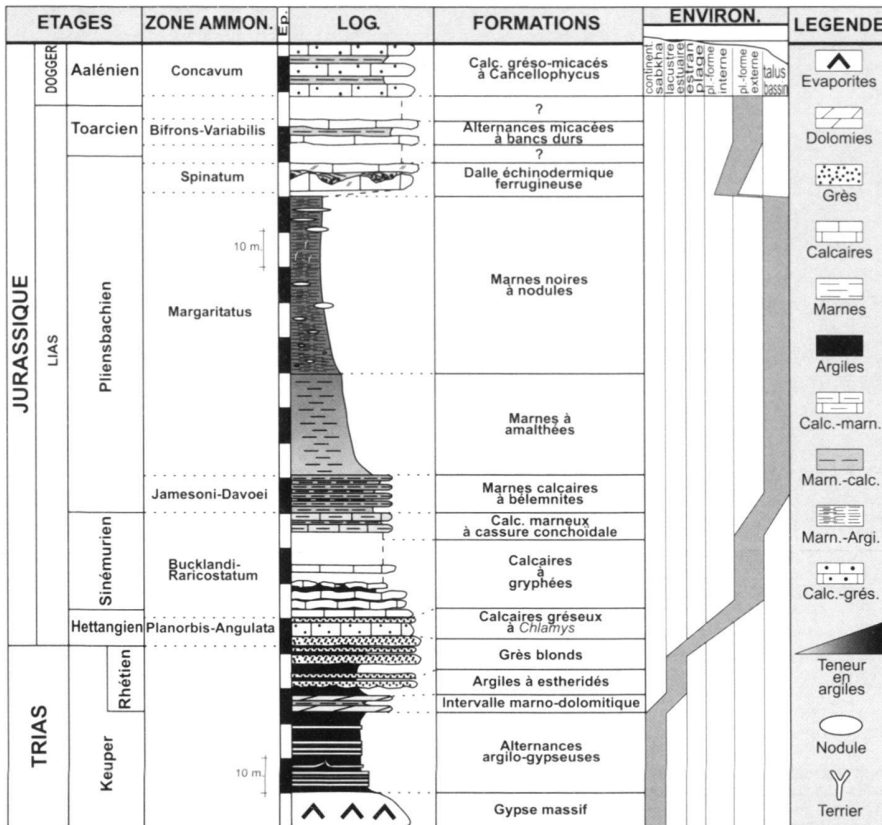 ETAGES
ZONE AMMON.
Ep.
LOG.
FORMATIONS
ENVIRON.
LEGENDE
continent
sabkha
lacustre
estuaire
estran
plage
pl.-forme
interne
pl.-forme
externe
talus
bassin
JURASSIQUE
DOGGER
Aalénien
Concavum
Calc. gréso-micacés
à Cancellophycus
LIAS
?
Toarcien
Bifrons-Variabilis
Alternances micacées
à bancs durs
?
Pliensbachien
Spinatum
Dalle échinodermique
ferrugineuse
10 m.
Margaritatus
Marnes noires
à nodules
Marnes à
amalthées
Jamesoni-Davoei
Marnes calcaires
à bélemnites
Sinémurien
Bucklandi-
Raricostatum
Calc. marneux
à cassure conchoïdale
Calcaires
à
gryphées
Hettangien
Planorbis-Angulata
Calcaires gréseux
à Chlamys
TRIAS
Rhétien
Grès blonds
Argiles à estheridés
Intervalle marno-dolomitique
Keuper
10 m.
Alternances
argilo-gypseuses
Gypse massif
Evaporites
Dolomies
Grès
Calcaires
Marnes
Argiles
Calc.-marn.
Marn.-calc.
Marn.-Argi.
Calc.-grés.
Teneur
en
argiles
Nodule
Terrier